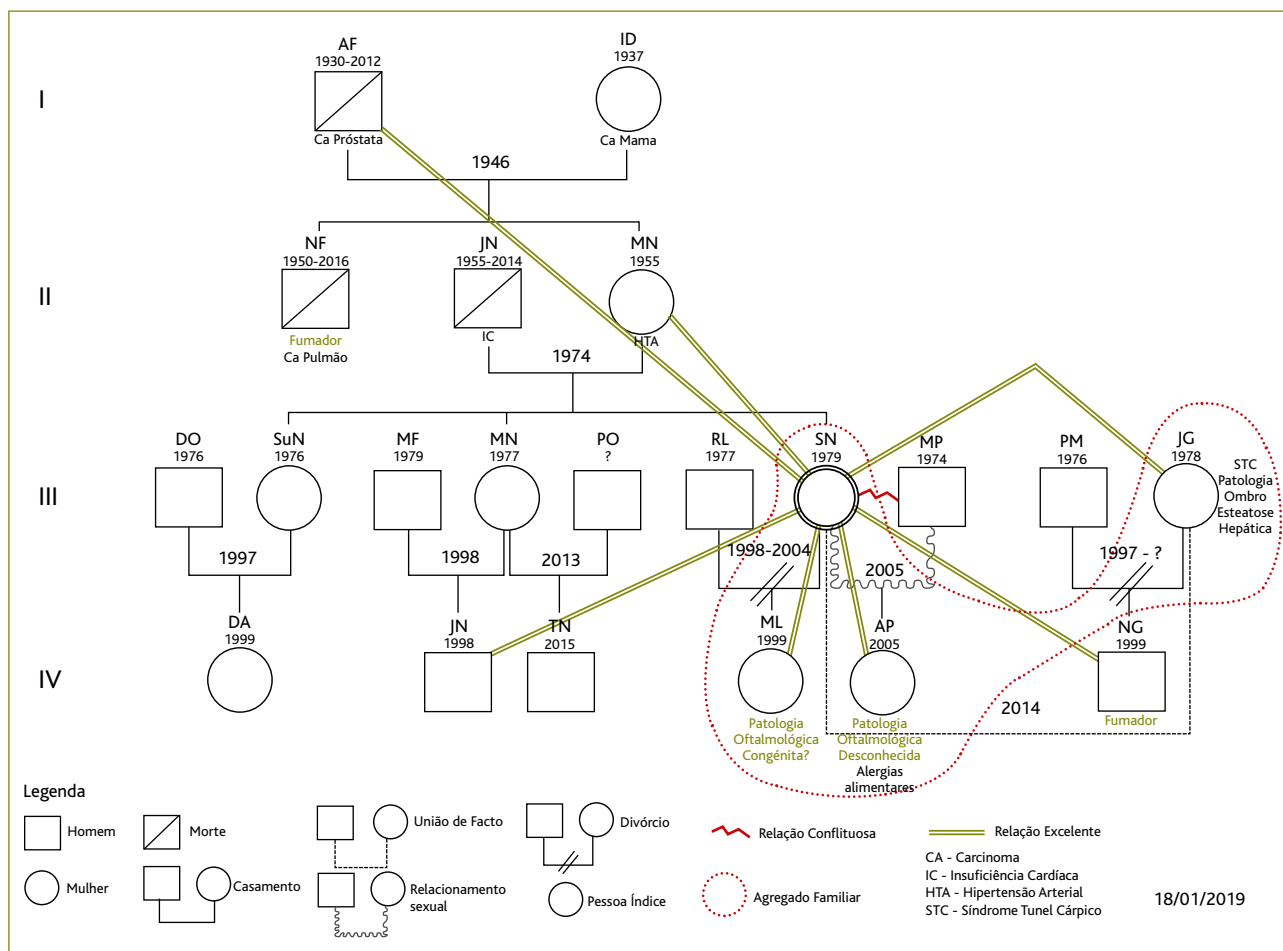 AF
1930-2012
ID
1937
I
Ca Próstata
Ca Mama
1946
NF
1950-2016
JN
1955-2014
MN
1955
II
Fumador
Ca Pulmão
IC
HTA
1974
DO
1976
SuN
1976
MF
1979
MN
1977
PO
?
RL
1977
SN
1979
MP
1974
PM
1976
JG
1978
STC
Patologia
Ombro
Esteatose
Hepática
III
1997
1998
2013
1998-2004
2005
1997 - ?
DA
1999
JN
1998
TN
2015
ML
1999
AP
2005
NG
1999
IV
2014
Patologia
Oftalmológica
Congénita?
Patologia
Oftalmológica
Desconhecida
Alergias
alimentares
Fumador
Legenda
Homem
Morte
União de Facto
Divórcio
Relação Conflituosa
Relação Excelente
Mulher
Casamento
Relacionamento
sexual
Pessoa Índice
Agregado Familiar
CA - Carcinoma
IC - Insuficiência Cardíaca
HTA - Hipertensão Arterial
STC - Síndrome Tunel Cárpico
18/01/2019